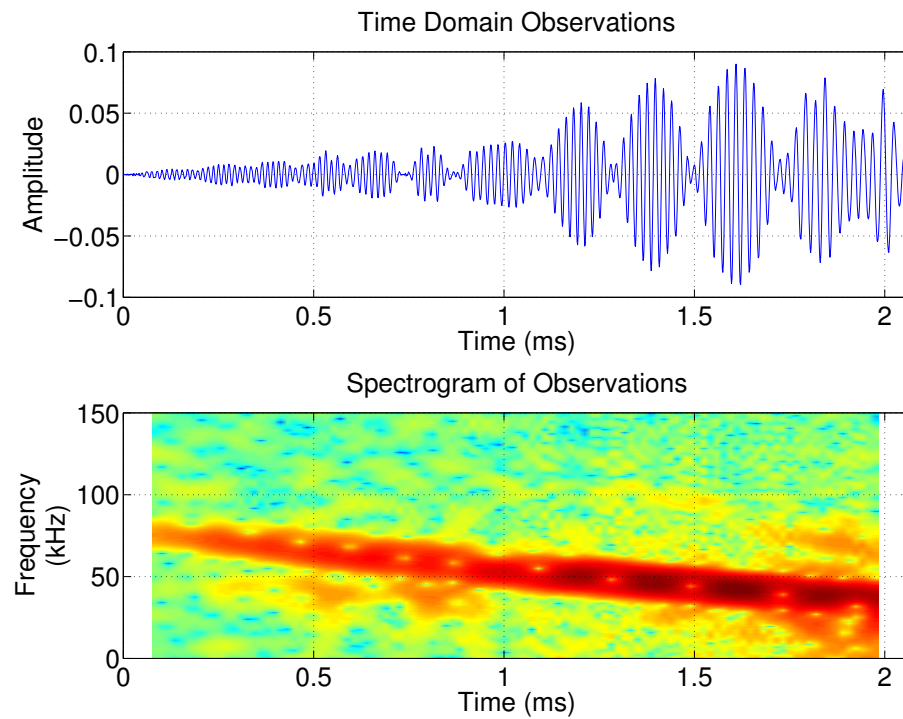 Time Domain Observations
0.1
0.05
0
−0.05
−0.1
Amplitude
0 0.5 1 1.5 2
Time (ms)
Spectrogram of Observations
150
100
50
0
Frequency
(kHz)
0 0.5 1 1.5 2
Time (ms)